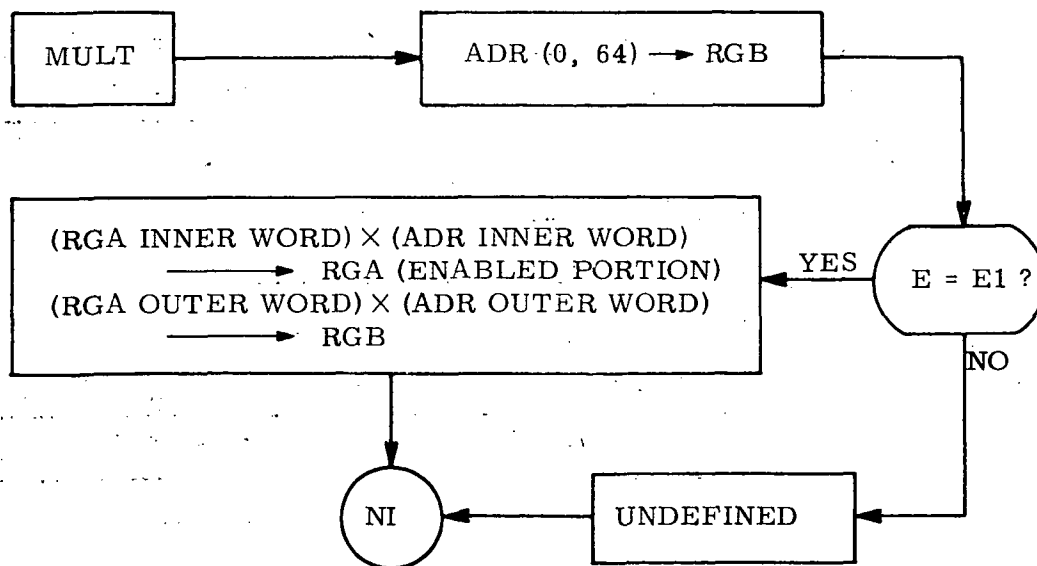 MULT
ADR (0, 64) → RGB
(RGA INNER WORD) × (ADR INNER WORD)
→ RGA (ENABLED PORTION)
(RGA OUTER WORD) × (ADR OUTER WORD)
→ RGB
YES
E = E1 ?
NO
NI
UNDEFINED